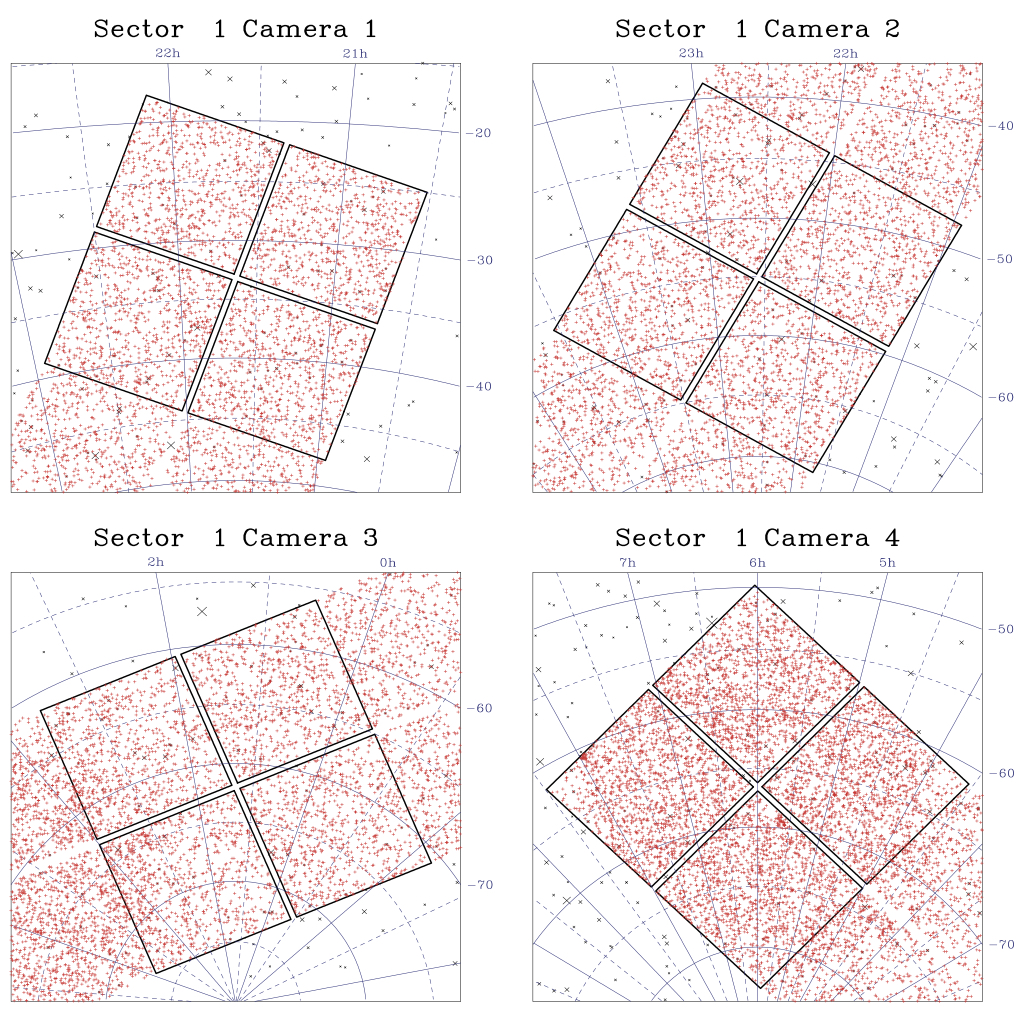 Sector 1 Camera 1
22h 21h
-20
-30
-40
Sector 1 Camera 2
23h 22h
-40
-50
-60
Sector 1 Camera 3
2h 0h
-60
-70
Sector 1 Camera 4
7h 6h 5h
-50
-60
-70